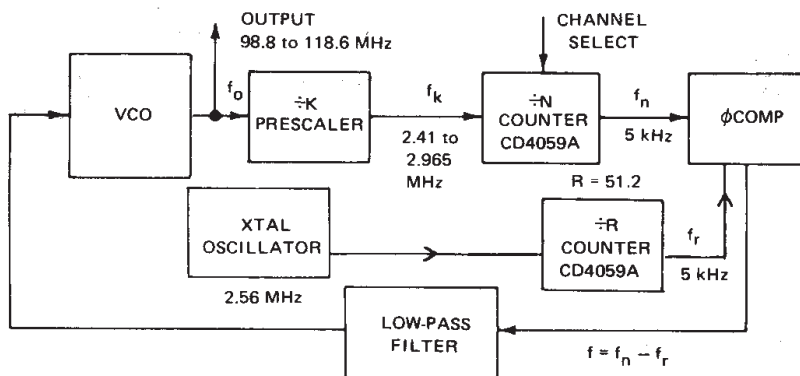 OUTPUT
98.8 to 118.6 MHz
CHANNEL
SELECT
VCO
fo
÷K
PRESCALER
fk
2.41 to
2.965
MHz
÷N
COUNTER
CD4059A
fn
5 kHz
φCOMP
R = 51.2
XTAL
OSCILLATOR
2.56 MHz
÷R
COUNTER
CD4059A
fr
5 kHz
LOW-PASS
FILTER
f = fn – fr